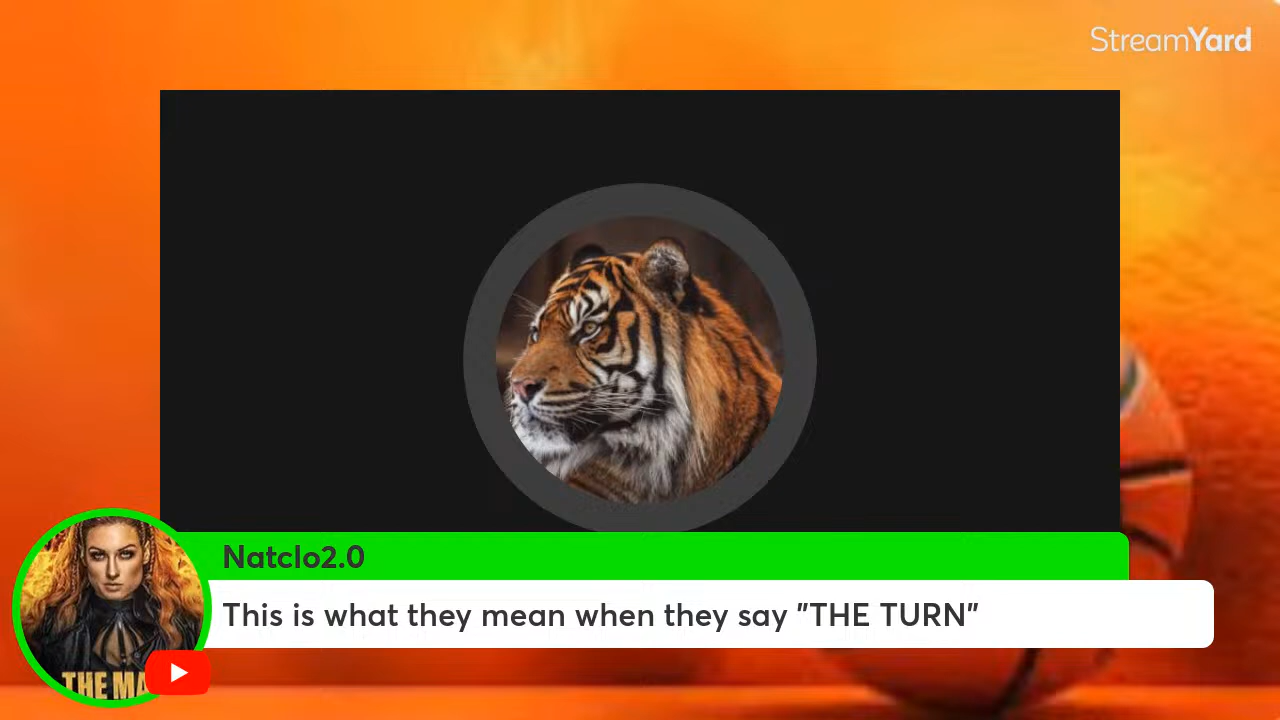 StreamYard
Natclo2.0
This is what they mean when they say "THE TURN"
THE MA